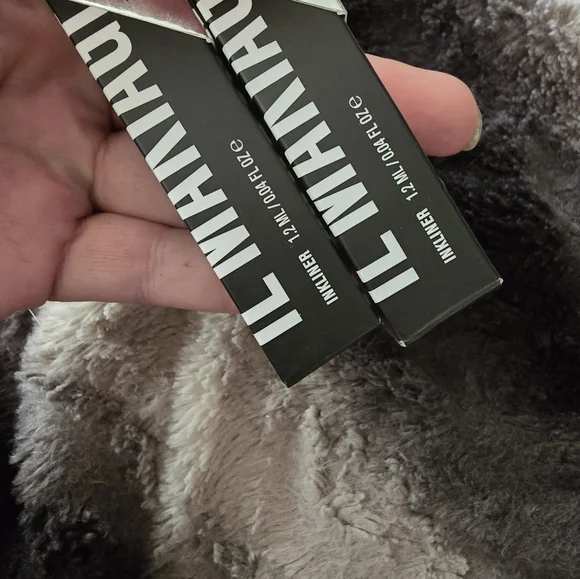 IL MAKIAGE
INKLINER 1.2 ML / 0.04 FL OZ e
IL MAKIAGE
INKLINER 1.2 ML / 0.04 FL OZ e